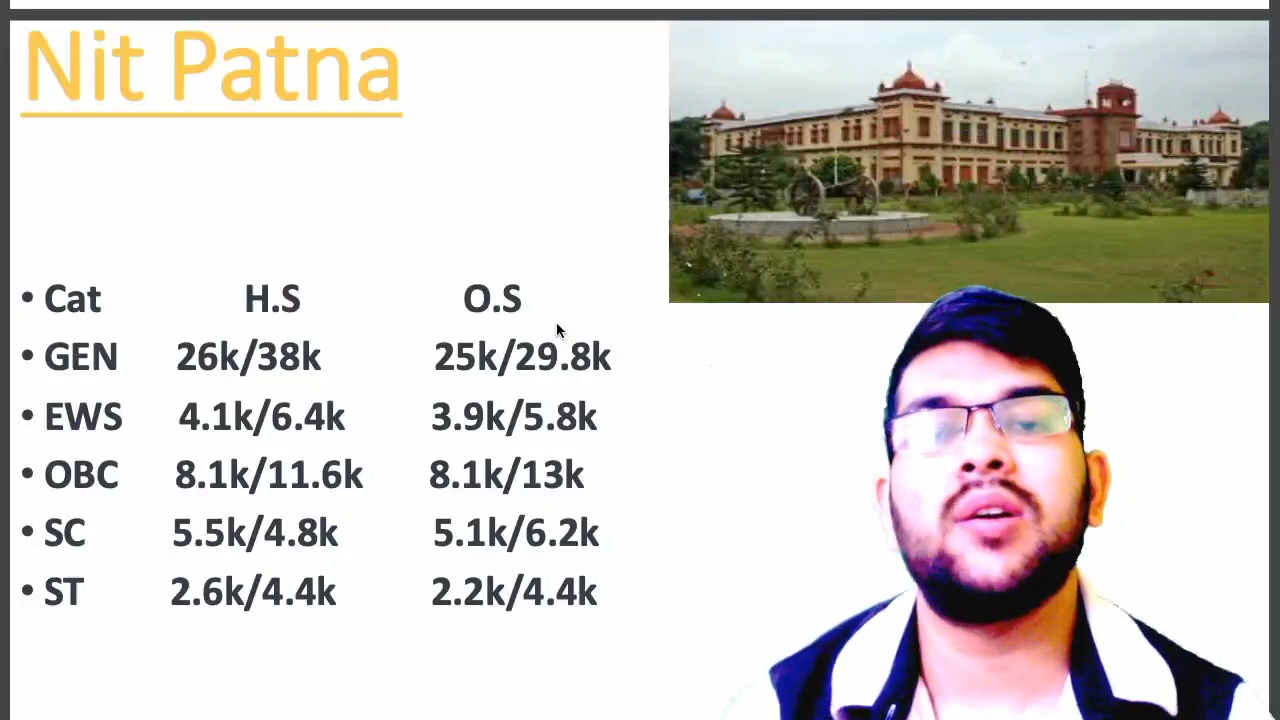 Nit Patna
• Cat H.S O.S
• GEN 26k/38k 25k/29.8k
• EWS 4.1k/6.4k 3.9k/5.8k
• OBC 8.1k/11.6k 8.1k/13k
• SC 5.5k/4.8k 5.1k/6.2k
• ST 2.6k/4.4k 2.2k/4.4k